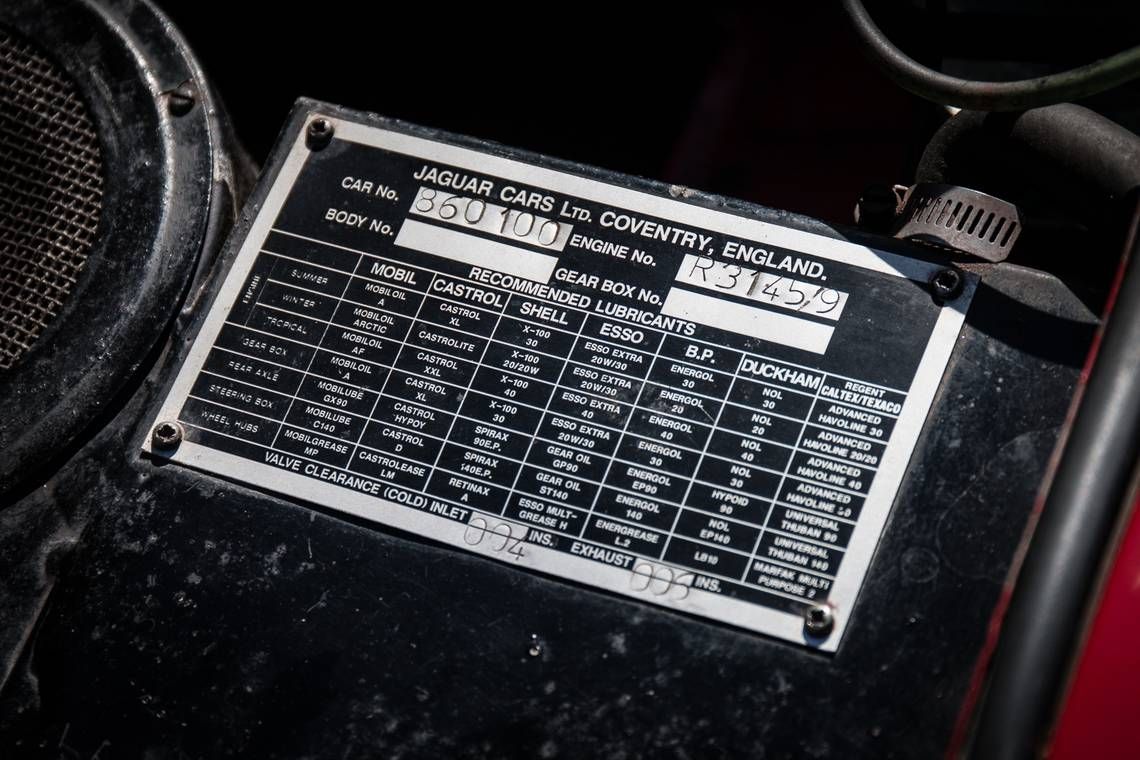 JAGUAR CARS LTD. COVENTRY, ENGLAND.
CAR No. 860100 ENGINE No. R3145/9
BODY No. GEAR BOX No.
RECOMMENDED LUBRICANTS
MOBIL CASTROL SHELL ESSO B.P. DUCKHAM REGENT CALTEX/TEXACO
ENGINE
SUMMER MOBILOIL A CASTROL XL X-100 30 ESSO EXTRA 20W/30 ENERGOL 30 NOL 30 ADVANCED HAVOLINE 30
WINTER MOBILOIL ARCTIC CASTROLITE X-100 20/20W ESSO EXTRA 20W/30 ENERGOL 20 NOL 20 ADVANCED HAVOLINE 20/20
TROPICAL MOBILOIL AF CASTROL XXL X-100 40 ESSO EXTRA 40 ENERGOL 40 NOL 40 ADVANCED HAVOLINE 40
GEAR BOX MOBILOIL A CASTROL XL X-100 30 ESSO EXTRA 20W/30 ENERGOL 30 NOL 30 ADVANCED HAVOLINE 30
REAR AXLE MOBILUBE GX90 CASTROL HYPOY SPIRAX 90E.P. GEAR OIL GP90 ENERGOL EP90 HYPOID 90 UNIVERSAL THUBAN 90
STEERING BOX MOBILUBE C140 CASTROL D SPIRAX 140E.P. GEAR OIL ST140 ENERGOL 140 NOL EP140 UNIVERSAL THUBAN 140
WHEEL HUBS MOBILGREASE MP CASTROLEASE LM RETINAX A ESSO MULT-GREASE H ENERGREASE L.2 LB10 MARFAK MULTI PURPOSE 2
VALVE CLEARANCE (COLD) INLET 004 INS. EXHAUST 005 INS.